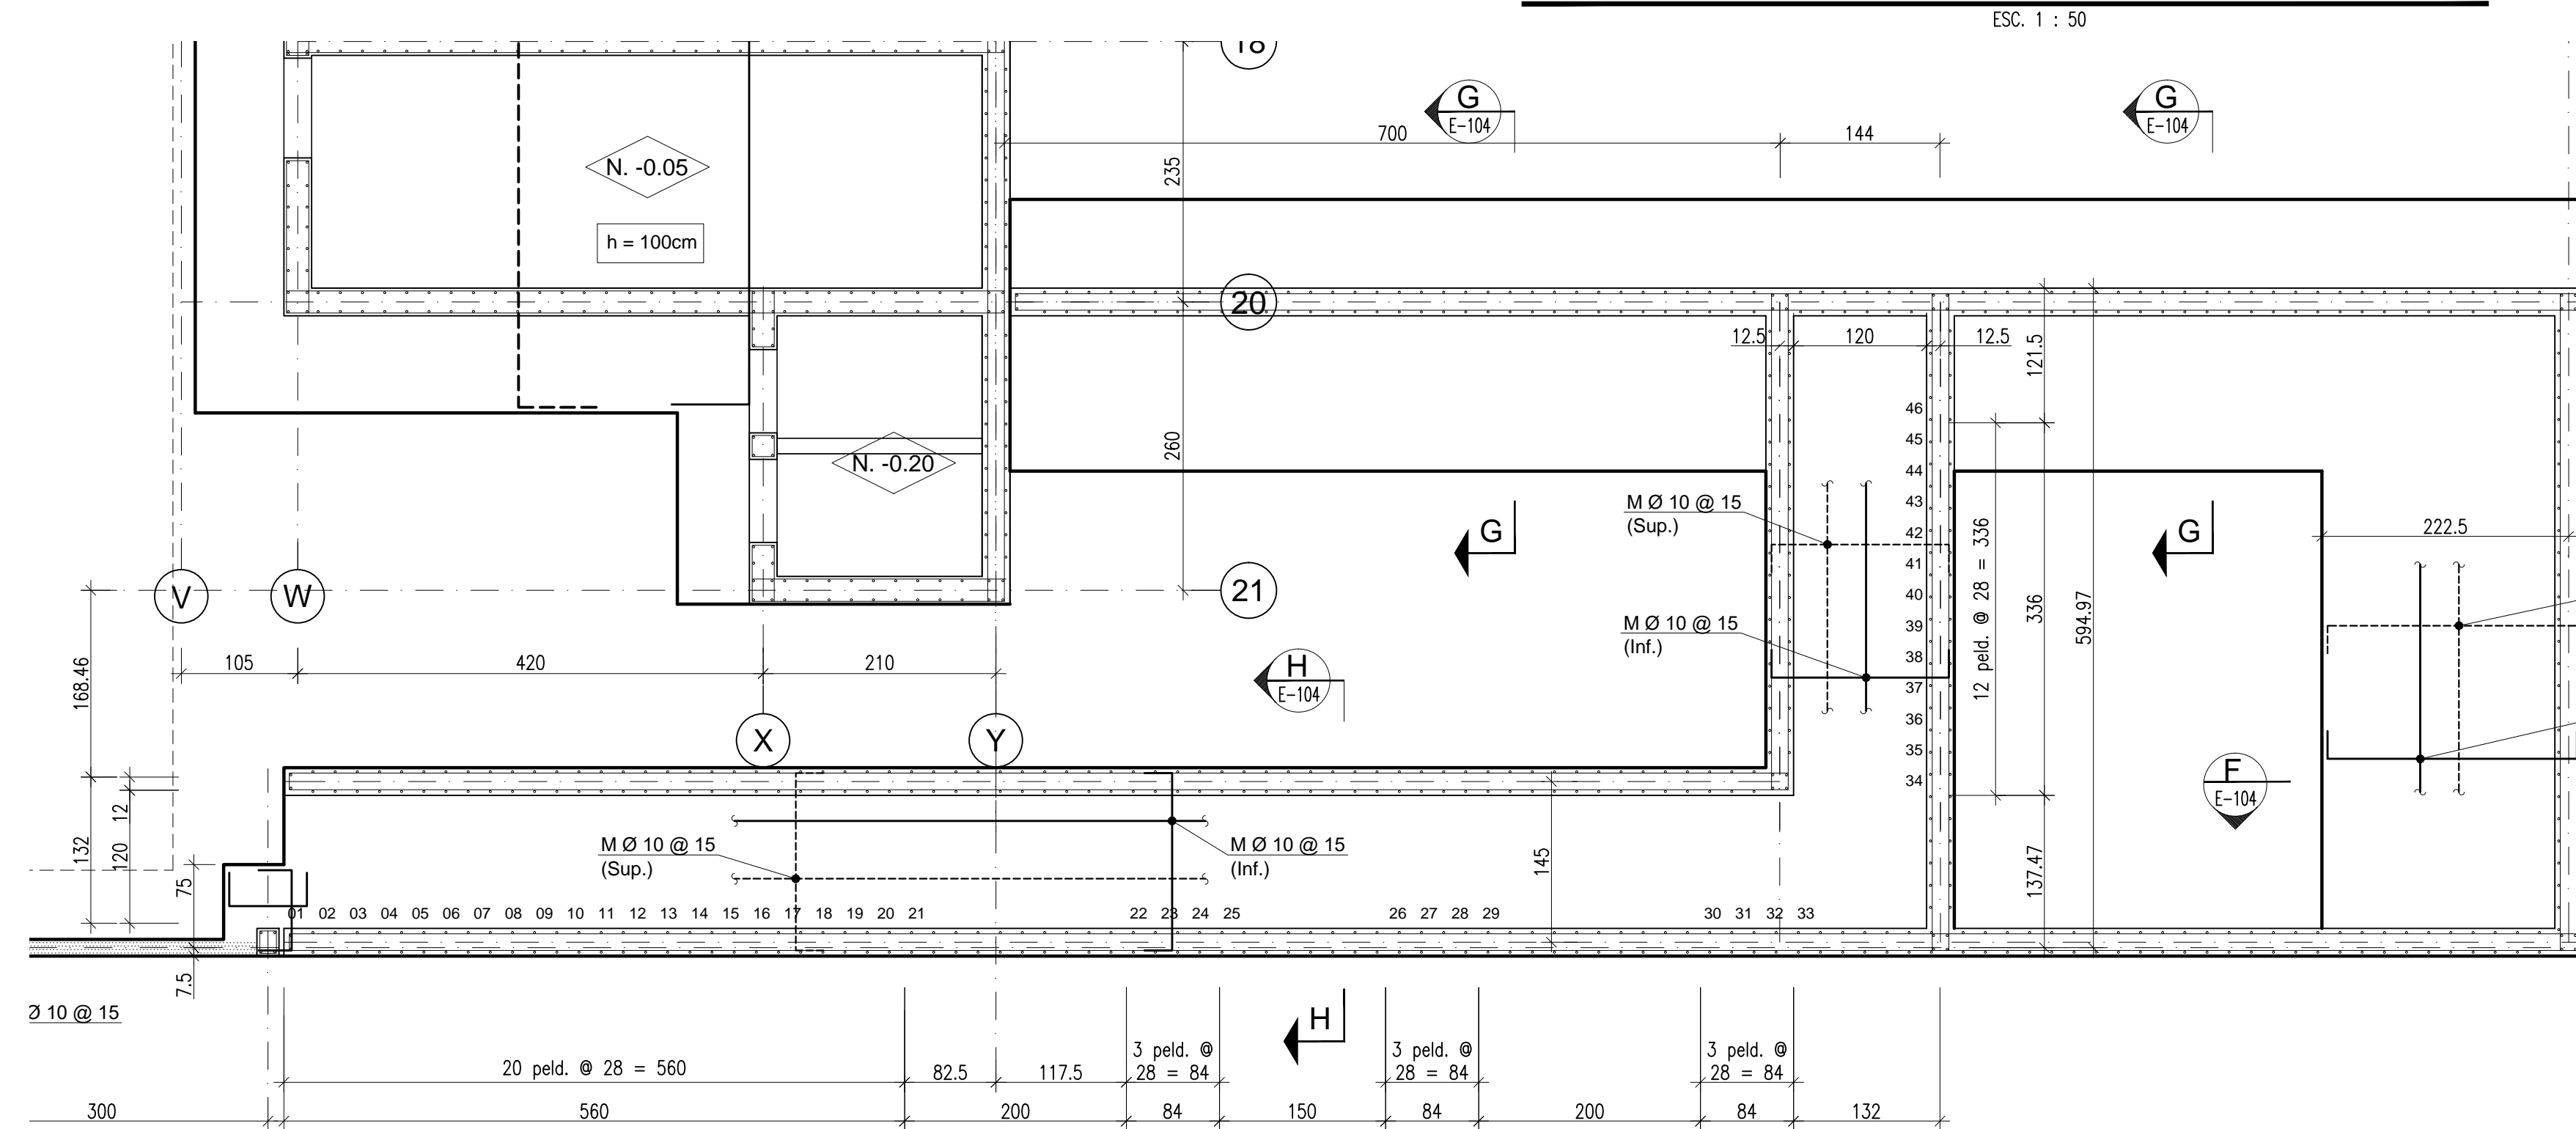 ESC. 1 : 50
18
G
E-104
G
E-104
700
144
235
N. -0.05
h = 100cm
20
12.5
120
12.5
121.5
46
45
44
43
42
41
40
39
38
37
36
35
34
260
N. -0.20
M Ø 10 @ 15
(Sup.)
G
G
222.5
12 peld. @ 28 = 336
336
594.97
V
W
21
M Ø 10 @ 15
(Inf.)
168.46
105
420
210
H
E-104
X
Y
F
E-104
12
132
120
75
M Ø 10 @ 15
(Sup.)
M Ø 10 @ 15
(Inf.)
145
137.47
01 02 03 04 05 06 07 08 09 10 11 12 13 14 15 16 17 18 19 20 21 22 23 24 25 26 27 28 29 30 31 32 33
7.5
Ø 10 @ 15
H
20 peld. @ 28 = 560
82.5
117.5
3 peld. @
28 = 84
3 peld. @
28 = 84
3 peld. @
28 = 84
300
560
200
84
150
84
200
84
132